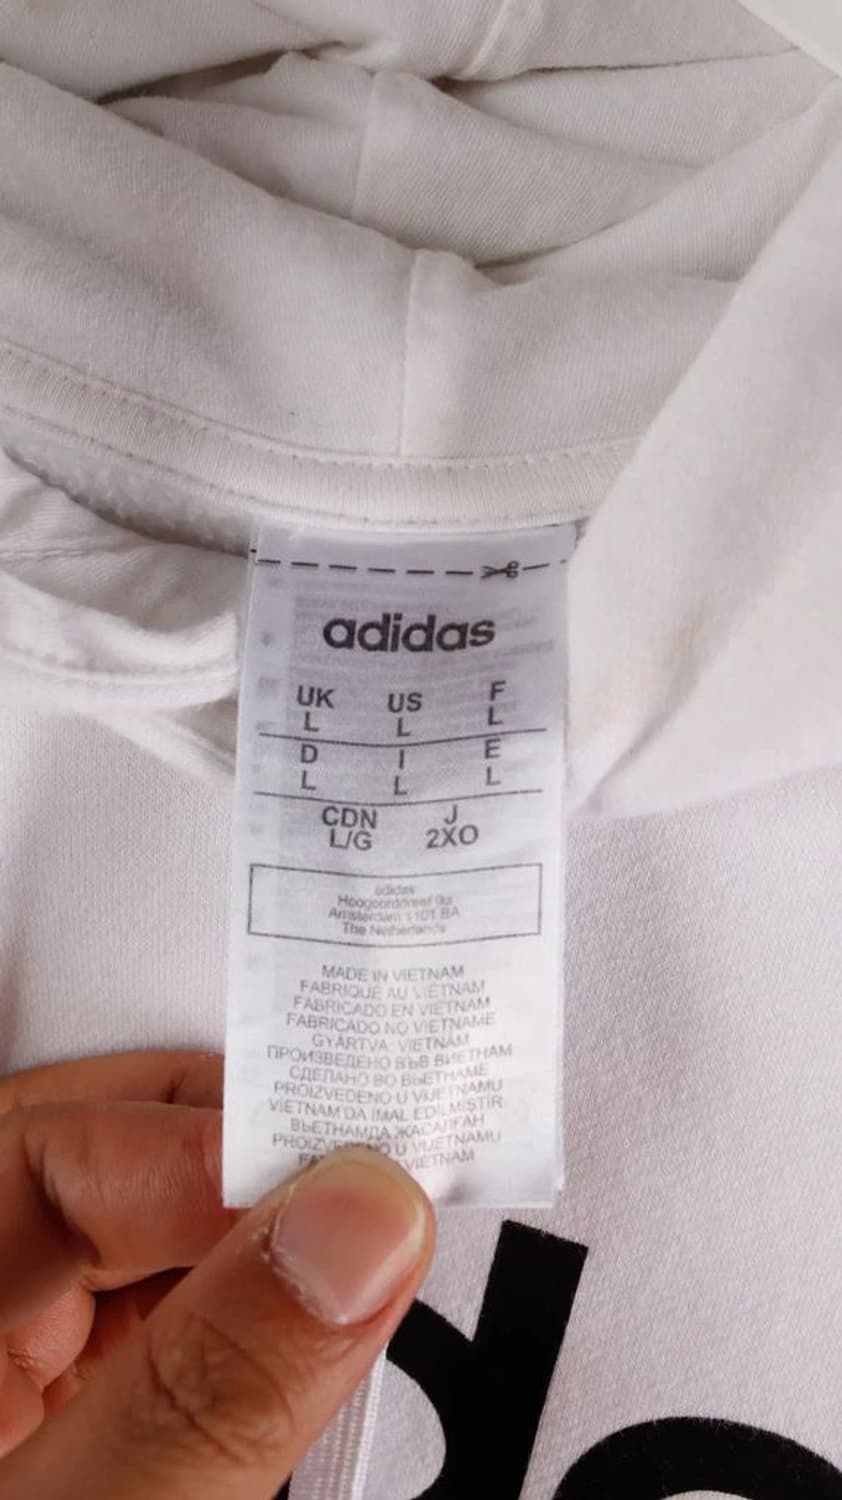 adidas
UK US F
L L L
D I E
L L L
CDN J
L/G 2XO
adidas
Hoogoorddreef 9a
Amsterdam 1101 BA
The Netherlands
MADE IN VIETNAM
FABRIQUÉ AU VIETNAM
FABRICADO EN VIETNAM
FABRICADO NO VIETNAME
GYÁRTVA: VIETNÁM
ПРОИЗВЕДЕНО ВЪВ ВИЕТНАМ
СДЕЛАНО ВО ВЬЕТНАМЕ
PROIZVEDENO U VIJETNAMU
VIETNAM'DA İMAL EDİLMİŞTİR
ВЬЕТНАМДА ЖАСАЛҒАН
PROIZVEDENO U VIJETNAMU
VIETNAM